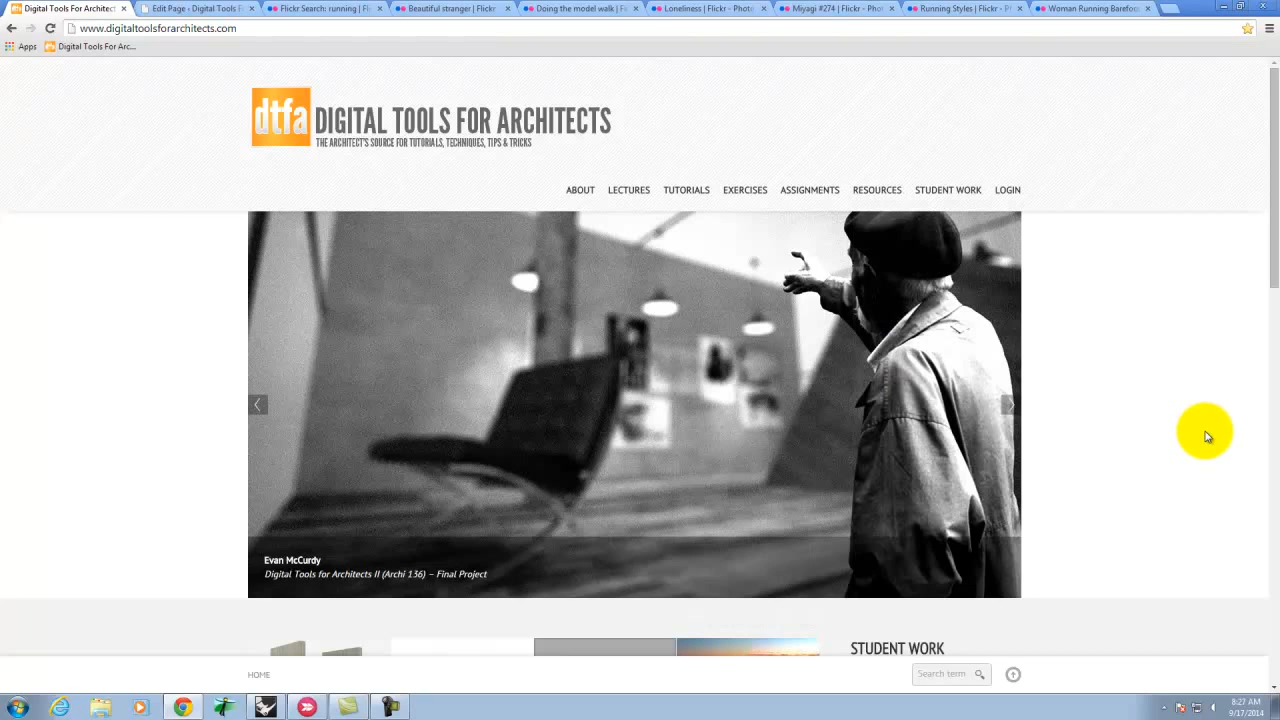 Digital Tools For Architect
Edit Page ‹ Digital Tools F
Flickr Search: running | Fl
Beautiful stranger | Flickr
Doing the model walk | F
Loneliness | Flickr - Photo
Miyagi #274 | Flickr - Phot
Running Styles | Flickr - P
Woman Running Barefoo
www.digitaltoolsforarchitects.com
Apps
Digital Tools For Arc...
dtfa
DIGITAL TOOLS FOR ARCHITECTS
THE ARCHITECT'S SOURCE FOR TUTORIALS, TECHNIQUES, TIPS & TRICKS
ABOUT LECTURES TUTORIALS EXERCISES ASSIGNMENTS RESOURCES STUDENT WORK LOGIN
Evan McCurdy
Digital Tools for Architects II (Archi 136) – Final Project
STUDENT WORK
HOME
Search term
8:27 AM
9/17/2014